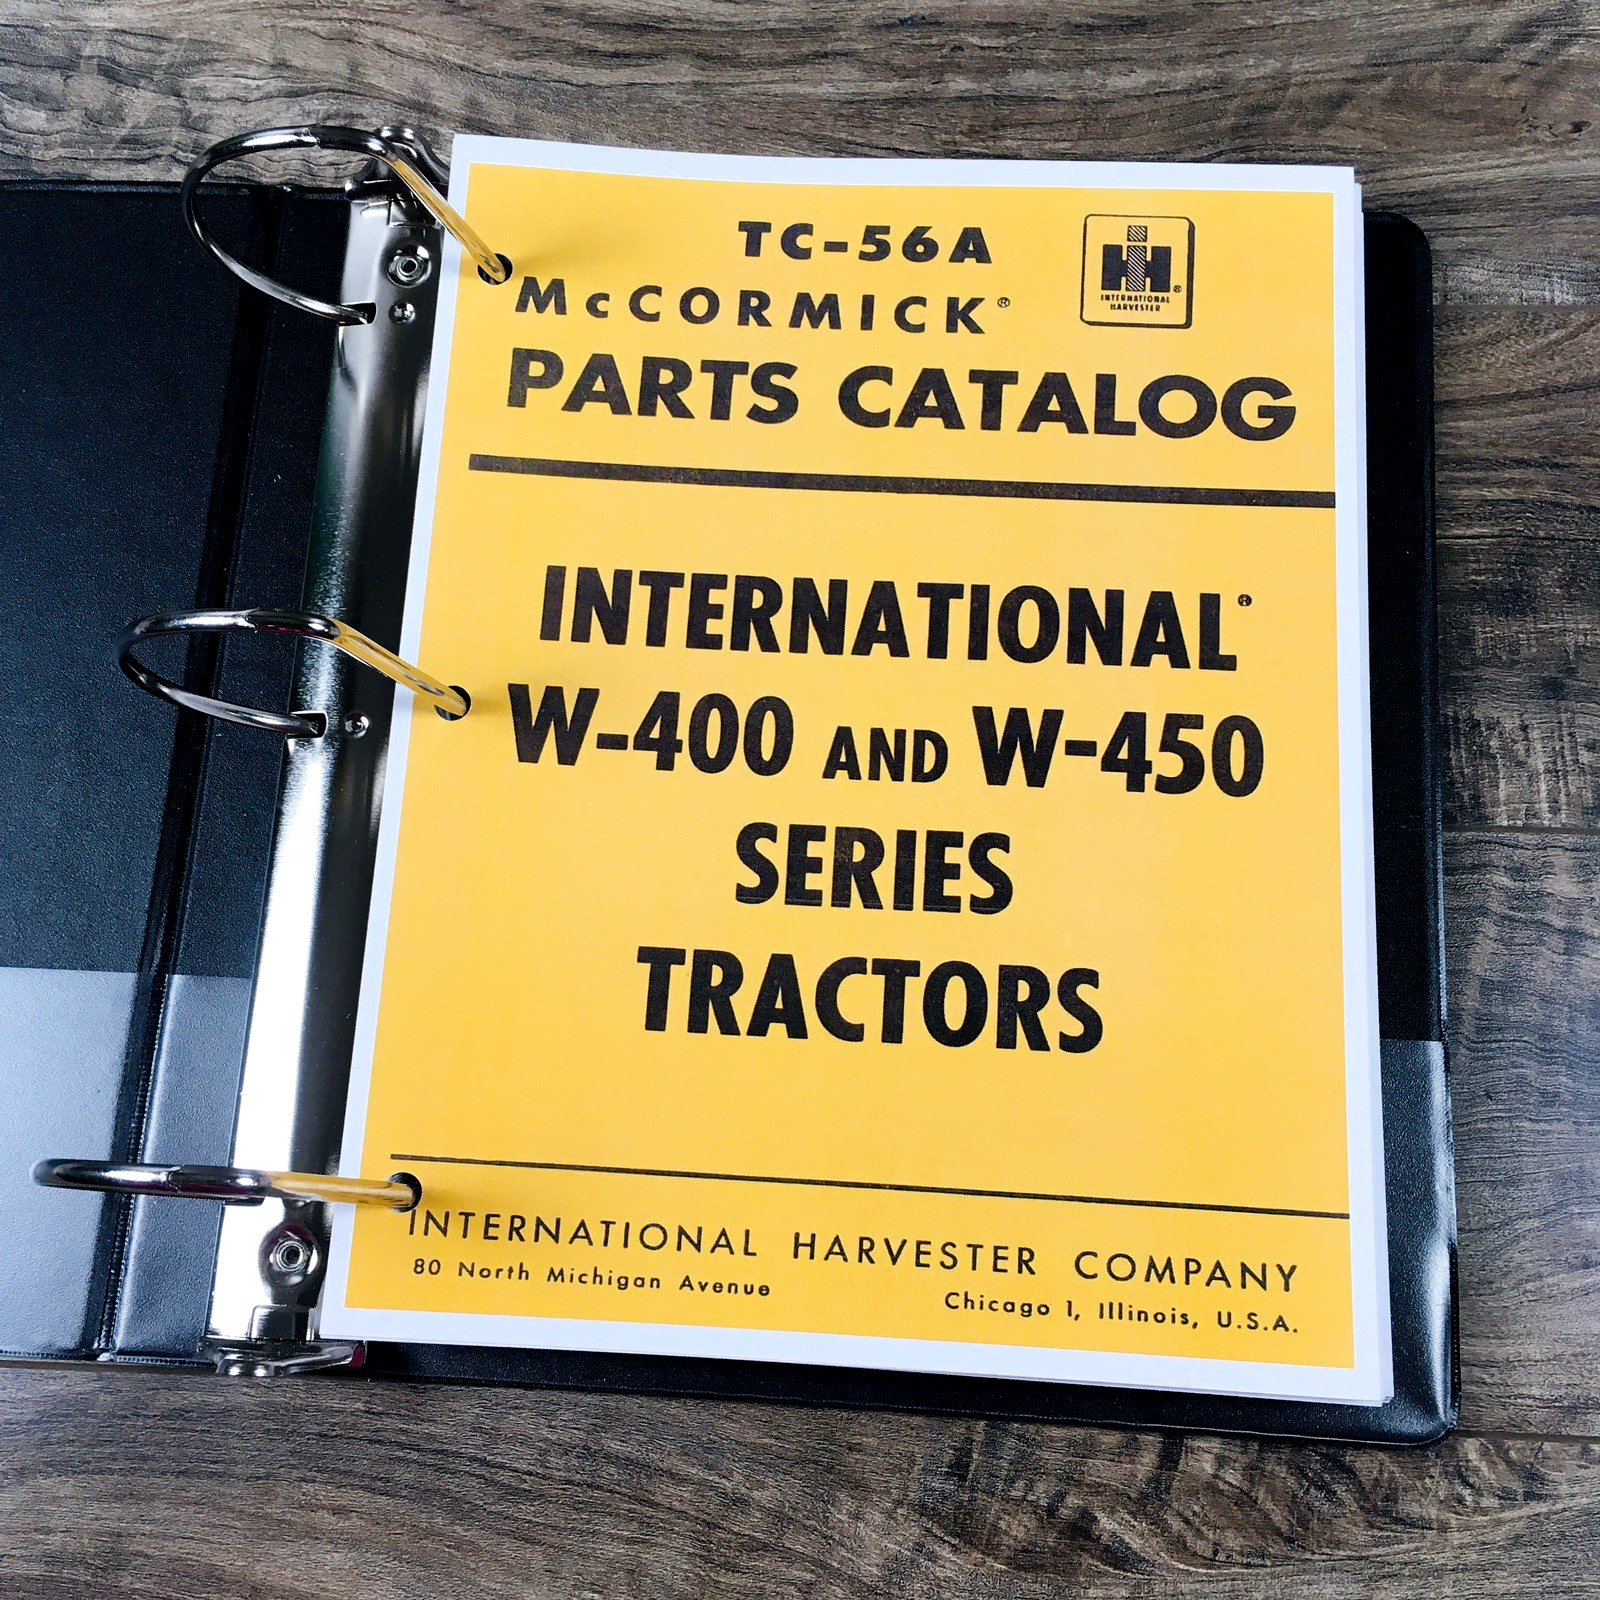 TC-56A
McCORMICK®
PARTS CATALOG
IH ®
INTERNATIONAL
HARVESTER
INTERNATIONAL®
W-400 AND W-450
SERIES
TRACTORS
INTERNATIONAL HARVESTER COMPANY
80 North Michigan Avenue
Chicago 1, Illinois, U.S.A.